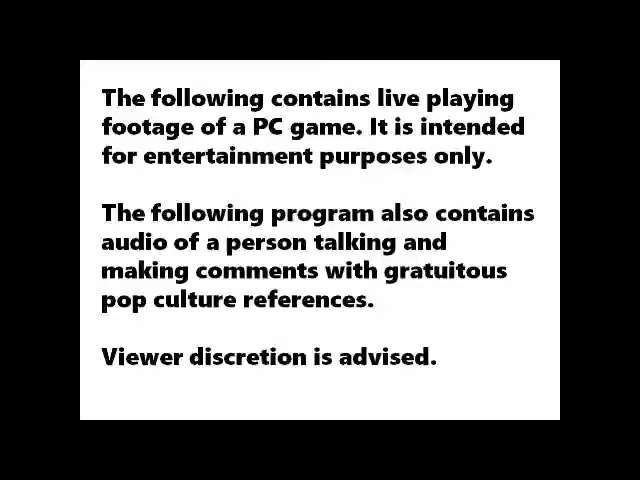 The following contains live playing
footage of a PC game. It is intended
for entertainment purposes only.
The following program also contains
audio of a person talking and
making comments with gratuitous
pop culture references.
Viewer discretion is advised.